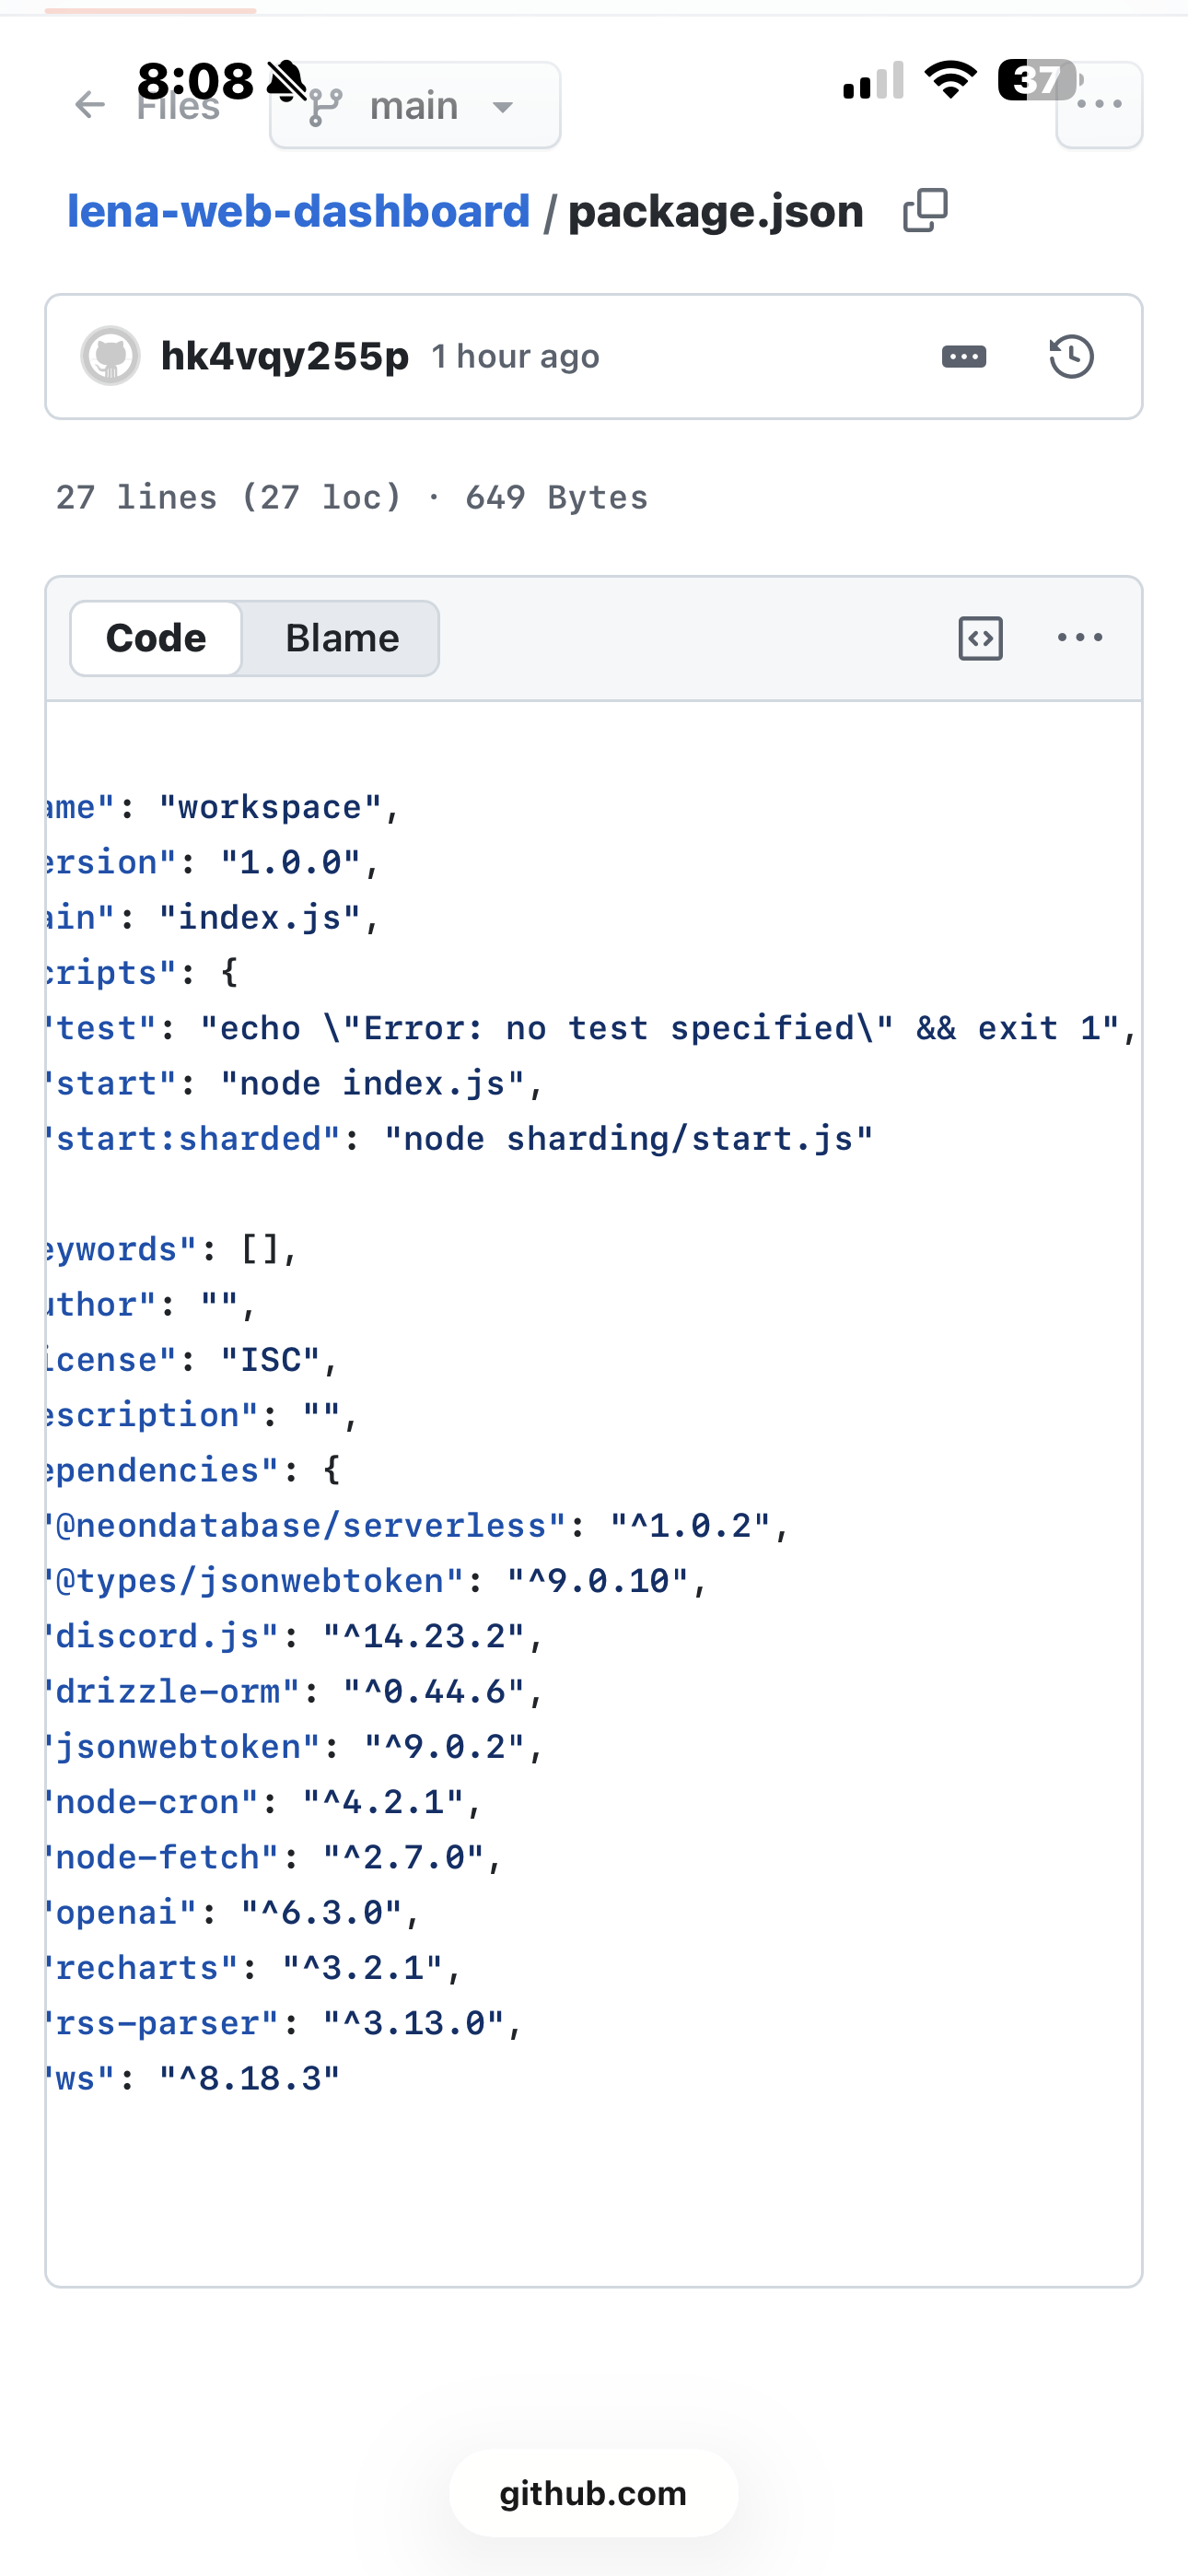 8:08
37
Files
main
lena-web-dashboard / package.json
hk4vqy255p 1 hour ago
27 lines (27 loc) · 649 Bytes
Code Blame
ame": "workspace",
ersion": "1.0.0",
ain": "index.js",
cripts": {
"test": "echo \"Error: no test specified\" && exit 1",
"start": "node index.js",
"start:sharded": "node sharding/start.js"
eywords": [],
uthor": "",
icense": "ISC",
escription": "",
ependencies": {
"@neondatabase/serverless": "^1.0.2",
"@types/jsonwebtoken": "^9.0.10",
"discord.js": "^14.23.2",
"drizzle-orm": "^0.44.6",
"jsonwebtoken": "^9.0.2",
"node-cron": "^4.2.1",
"node-fetch": "^2.7.0",
"openai": "^6.3.0",
"recharts": "^3.2.1",
"rss-parser": "^3.13.0",
"ws": "^8.18.3"
github.com